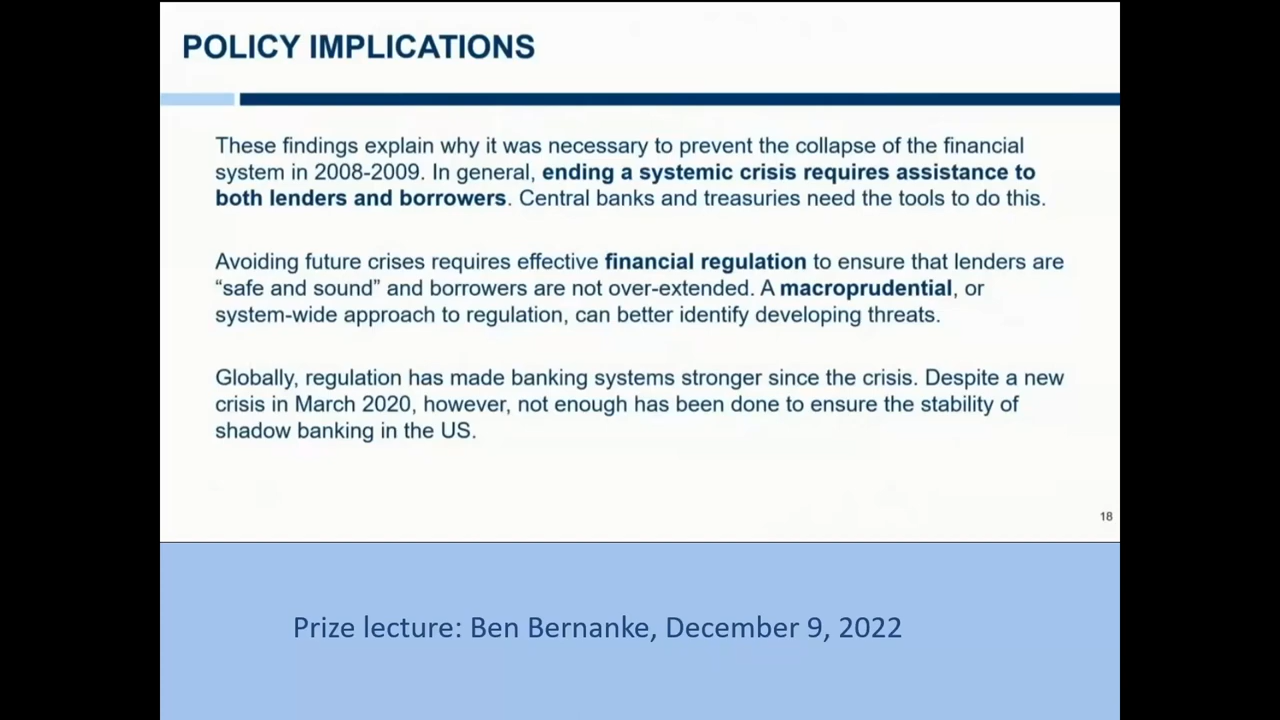 POLICY IMPLICATIONS
These findings explain why it was necessary to prevent the collapse of the financial
system in 2008-2009. In general, ending a systemic crisis requires assistance to
both lenders and borrowers. Central banks and treasuries need the tools to do this.
Avoiding future crises requires effective financial regulation to ensure that lenders are
“safe and sound” and borrowers are not over-extended. A macroprudential, or
system-wide approach to regulation, can better identify developing threats.
Globally, regulation has made banking systems stronger since the crisis. Despite a new
crisis in March 2020, however, not enough has been done to ensure the stability of
shadow banking in the US.
18
Prize lecture: Ben Bernanke, December 9, 2022